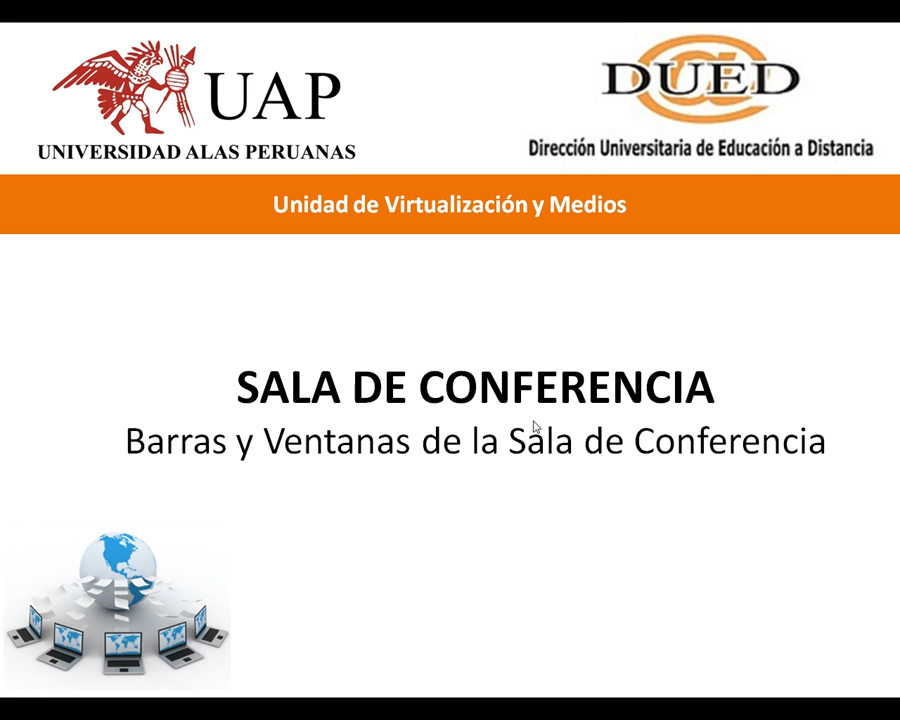 UAP
UNIVERSIDAD ALAS PERUANAS
DUED
Dirección Universitaria de Educación a Distancia
Unidad de Virtualización y Medios
SALA DE CONFERENCIA
Barras y Ventanas de la Sala de Conferencia